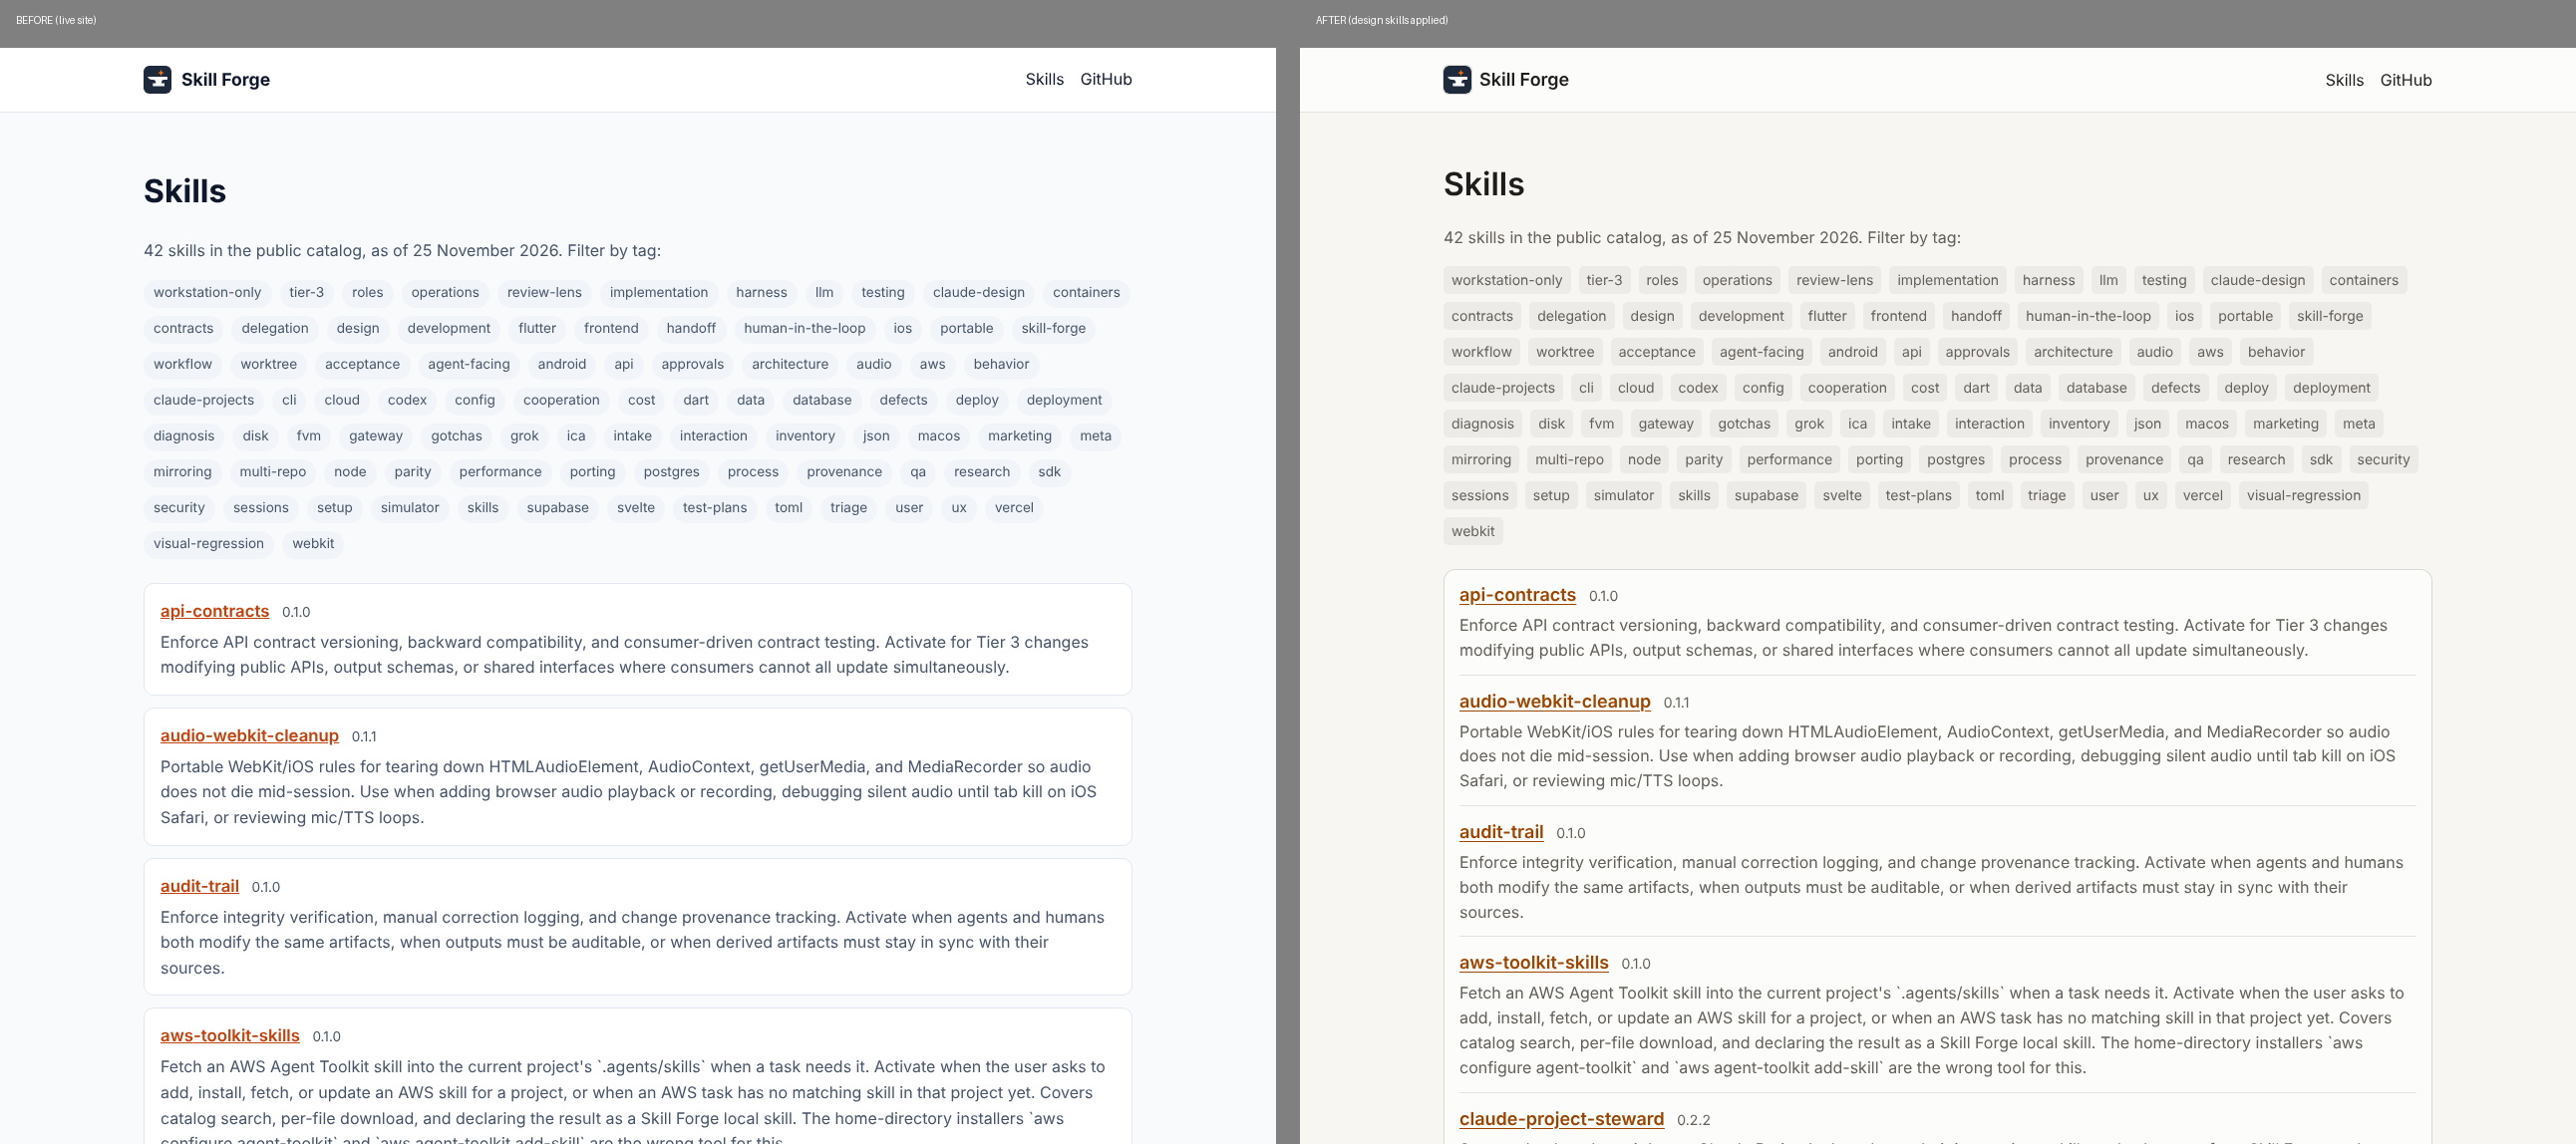 BEFORE (live site)
Skill Forge
Skills GitHub
Skills
42 skills in the public catalog, as of 25 November 2026. Filter by tag:
workstation-only tier-3 roles operations review-lens implementation harness llm testing claude-design containers
contracts delegation design development flutter frontend handoff human-in-the-loop ios portable skill-forge
workflow worktree acceptance agent-facing android api approvals architecture audio aws behavior
claude-projects cli cloud codex config cooperation cost dart data database defects deploy deployment
diagnosis disk fvm gateway gotchas grok ica intake interaction inventory json macos marketing meta
mirroring multi-repo node parity performance porting postgres process provenance qa research sdk
security sessions setup simulator skills supabase svelte test-plans toml triage user ux vercel
visual-regression webkit
api-contracts 0.1.0
Enforce API contract versioning, backward compatibility, and consumer-driven contract testing. Activate for Tier 3 changes
modifying public APIs, output schemas, or shared interfaces where consumers cannot all update simultaneously.
audio-webkit-cleanup 0.1.1
Portable WebKit/iOS rules for tearing down HTMLAudioElement, AudioContext, getUserMedia, and MediaRecorder so audio
does not die mid-session. Use when adding browser audio playback or recording, debugging silent audio until tab kill on iOS
Safari, or reviewing mic/TTS loops.
audit-trail 0.1.0
Enforce integrity verification, manual correction logging, and change provenance tracking. Activate when agents and humans
both modify the same artifacts, when outputs must be auditable, or when derived artifacts must stay in sync with their
sources.
aws-toolkit-skills 0.1.0
Fetch an AWS Agent Toolkit skill into the current project's `.agents/skills` when a task needs it. Activate when the user asks to
add, install, fetch, or update an AWS skill for a project, or when an AWS task has no matching skill in that project yet. Covers
catalog search, per-file download, and declaring the result as a Skill Forge local skill. The home-directory installers `aws
configure agent-toolkit` and `aws agent-toolkit add-skill` are the wrong tool for this.
AFTER (design skills applied)
Skill Forge
Skills GitHub
Skills
42 skills in the public catalog, as of 25 November 2026. Filter by tag:
workstation-only tier-3 roles operations review-lens implementation harness llm testing claude-design containers
contracts delegation design development flutter frontend handoff human-in-the-loop ios portable skill-forge
workflow worktree acceptance agent-facing android api approvals architecture audio aws behavior
claude-projects cli cloud codex config cooperation cost dart data database defects deploy deployment
diagnosis disk fvm gateway gotchas grok ica intake interaction inventory json macos marketing meta
mirroring multi-repo node parity performance porting postgres process provenance qa research sdk security
sessions setup simulator skills supabase svelte test-plans toml triage user ux vercel visual-regression
webkit
api-contracts 0.1.0
Enforce API contract versioning, backward compatibility, and consumer-driven contract testing. Activate for Tier 3 changes
modifying public APIs, output schemas, or shared interfaces where consumers cannot all update simultaneously.
audio-webkit-cleanup 0.1.1
Portable WebKit/iOS rules for tearing down HTMLAudioElement, AudioContext, getUserMedia, and MediaRecorder so audio
does not die mid-session. Use when adding browser audio playback or recording, debugging silent audio until tab kill on iOS
Safari, or reviewing mic/TTS loops.
audit-trail 0.1.0
Enforce integrity verification, manual correction logging, and change provenance tracking. Activate when agents and humans
both modify the same artifacts, when outputs must be auditable, or when derived artifacts must stay in sync with their
sources.
aws-toolkit-skills 0.1.0
Fetch an AWS Agent Toolkit skill into the current project's `.agents/skills` when a task needs it. Activate when the user asks to
add, install, fetch, or update an AWS skill for a project, or when an AWS task has no matching skill in that project yet. Covers
catalog search, per-file download, and declaring the result as a Skill Forge local skill. The home-directory installers `aws
configure agent-toolkit` and `aws agent-toolkit add-skill` are the wrong tool for this.
claude-project-steward 0.2.2